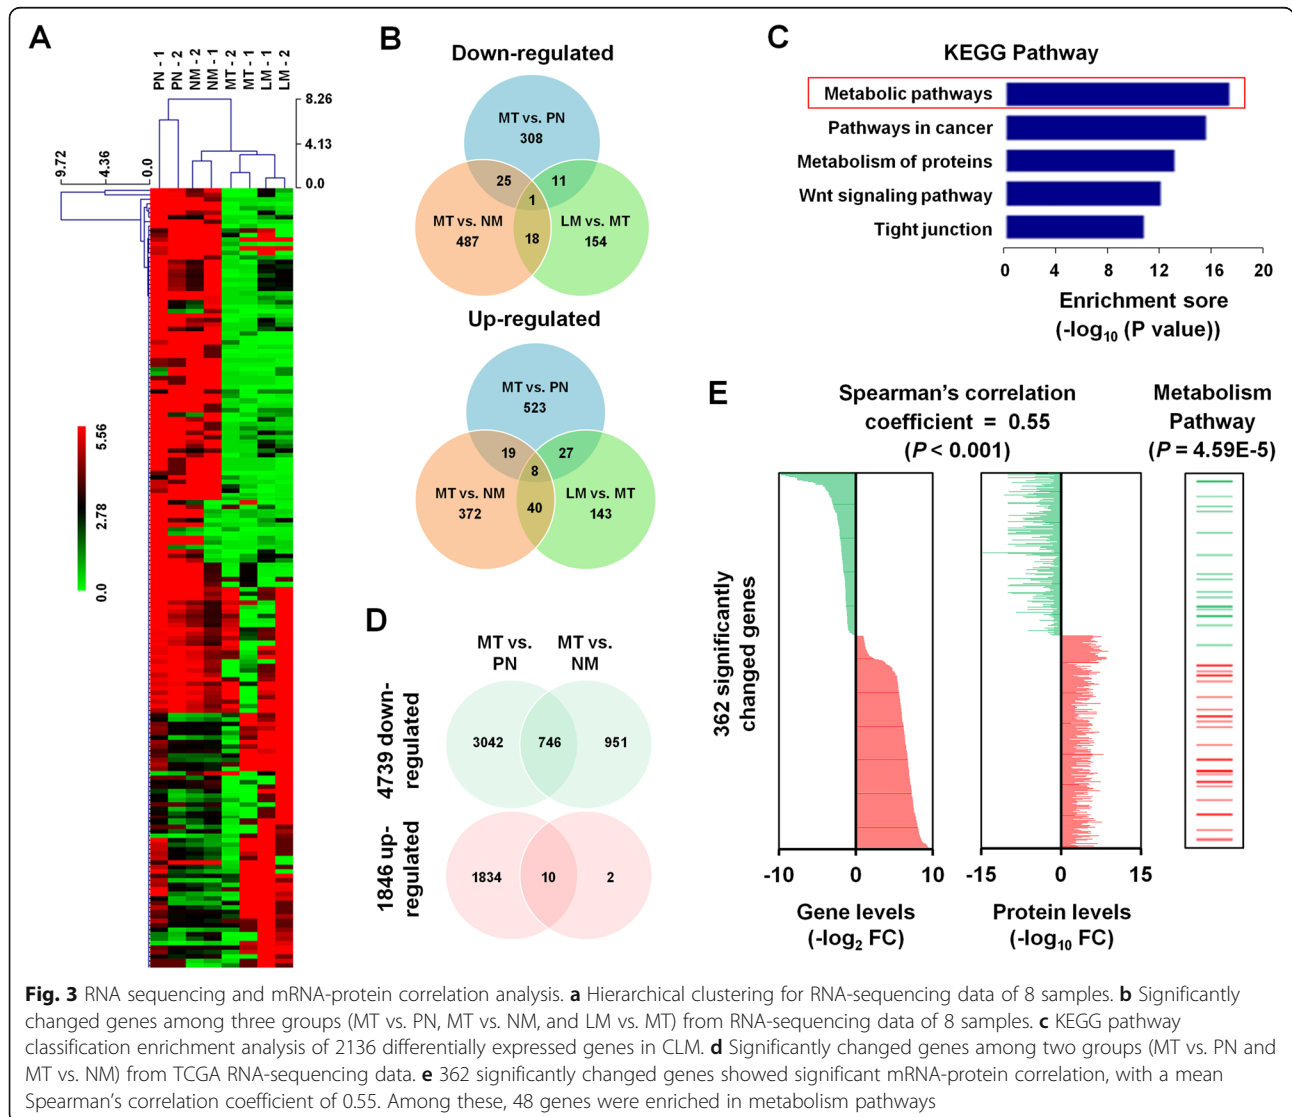 A
PN - 1
PN - 2
NM - 2
NM - 1
MT - 2
MT - 1
LM - 1
LM - 2
8.26
4.13
0.0
9.72
4.36
0.0
5.56
2.78
0.0
B
Down-regulated
MT vs. PN
308
25
11
1
MT vs. NM
487
18
LM vs. MT
154
Up-regulated
MT vs. PN
523
19
27
8
MT vs. NM
372
40
LM vs. MT
143
C
KEGG Pathway
Metabolic pathways
Pathways in cancer
Metabolism of proteins
Wnt signaling pathway
Tight junction
0 4 8 12 16 20
Enrichment sore
(-log10 (P value))
D
MT vs. PN
MT vs. NM
4739 down-regulated
3042 746 951
1846 up-regulated
1834 10 2
E
Spearman's correlation
coefficient = 0.55
(P < 0.001)
Metabolism
Pathway
(P = 4.59E-5)
362 significantly
changed genes
-10 0 10
-15 0 15
Gene levels
(-log2 FC)
Protein levels
(-log10 FC)
Fig. 3 RNA sequencing and mRNA-protein correlation analysis. a Hierarchical clustering for RNA-sequencing data of 8 samples. b Significantly
changed genes among three groups (MT vs. PN, MT vs. NM, and LM vs. MT) from RNA-sequencing data of 8 samples. c KEGG pathway
classification enrichment analysis of 2136 differentially expressed genes in CLM. d Significantly changed genes among two groups (MT vs. PN and
MT vs. NM) from TCGA RNA-sequencing data. e 362 significantly changed genes showed significant mRNA-protein correlation, with a mean
Spearman's correlation coefficient of 0.55. Among these, 48 genes were enriched in metabolism pathways